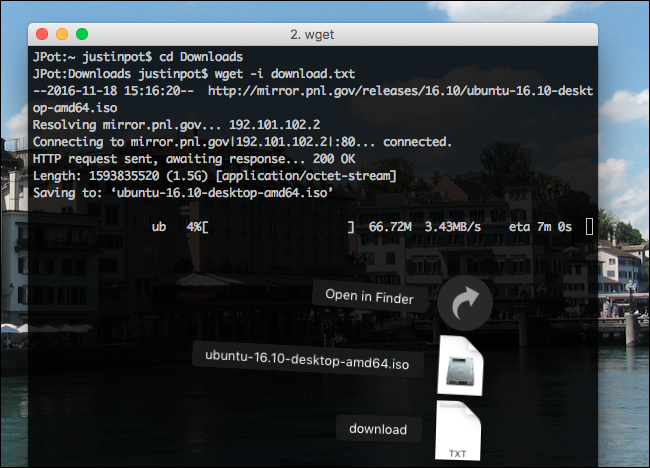 2. wget
JPot:~ justinpot$ cd Downloads
JPot:Downloads justinpot$ wget -i download.txt
--2016-11-18 15:16:20--  http://mirror.pnl.gov/releases/16.10/ubuntu-16.10-deskt
op-amd64.iso
Resolving mirror.pnl.gov... 192.101.102.2
Connecting to mirror.pnl.gov|192.101.102.2|:80... connected.
HTTP request sent, awaiting response... 200 OK
Length: 1593835520 (1.5G) [application/octet-stream]
Saving to: ‘ubuntu-16.10-desktop-amd64.iso’
ub   4%[                    ]  66.72M  3.43MB/s    eta 7m 0s
Open in Finder
ubuntu-16.10-desktop-amd64.iso
download
TXT